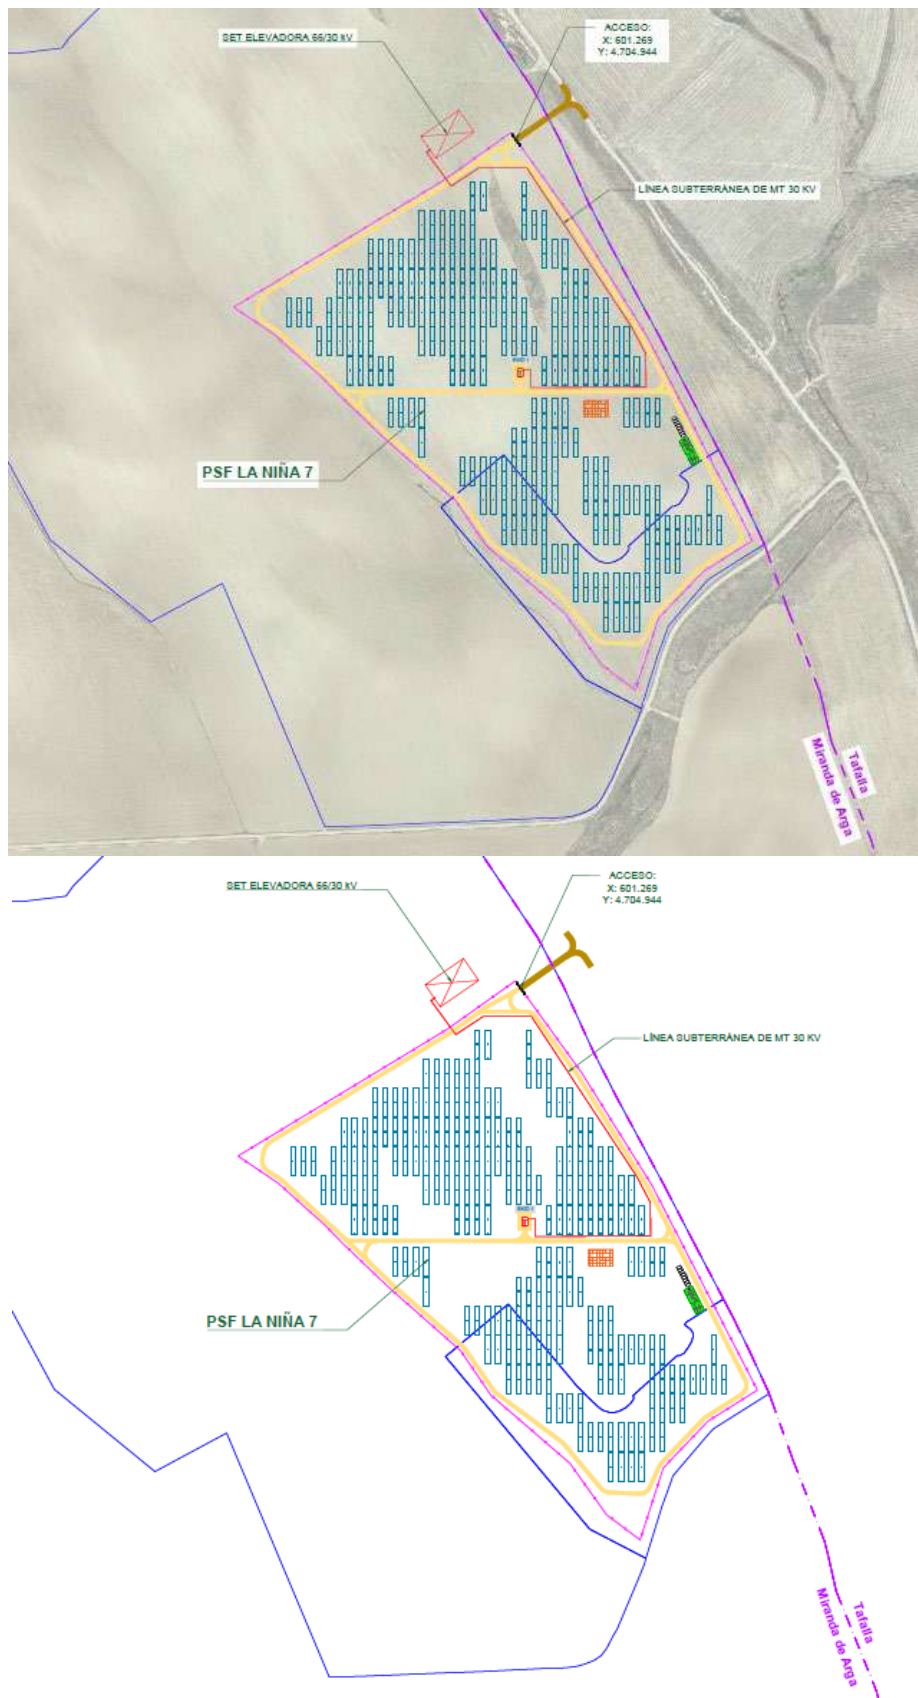 SET ELEVADORA 66/30 kV
ACCESO:
X: 601.269
Y: 4.704.944
LÍNEA SUBTERRÁNEA DE MT 30 KV
PSF LA NIÑA 7
Tafalla
Miranda de Arga
SET ELEVADORA 66/30 kV
ACCESO:
X: 601.269
Y: 4.704.944
LÍNEA SUBTERRÁNEA DE MT 30 KV
PSF LA NIÑA 7
Tafalla
Miranda de Arga